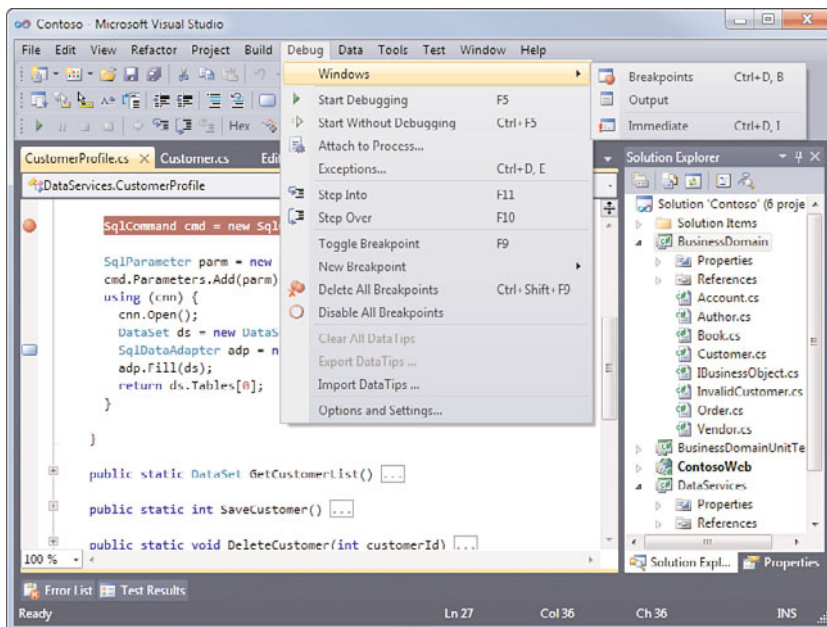 Contoso - Microsoft Visual Studio
File Edit View Refactor Project Build Debug Data Tools Test Window Help
Windows
Start Debugging F5
Start Without Debugging Ctrl+F5
Attach to Process...
Exceptions... Ctrl+D, E
Step Into F11
Step Over F10
Toggle Breakpoint F9
New Breakpoint
Delete All Breakpoints Ctrl+Shift+F9
Disable All Breakpoints
Clear All DataTips
Export DataTips ...
Import DataTips ...
Options and Settings...
Breakpoints Ctrl+D, B
Output
Immediate Ctrl+D, I
Hex
CustomerProfile.cs Customer.cs
DataServices.CustomerProfile
SqlCommand cmd = new
SqlParameter parm = new
cmd.Parameters.Add(parm)
using (cnn) {
cnn.Open();
DataSet ds = new
SqlDataAdapter adp =
adp.Fill(ds);
return ds.Tables[0];
}
}
public static DataSet GetCustomerList() ...
public static int SaveCustomer() ...
public static void DeleteCustomer(int customerId) ...
100 %
Solution Explorer
Solution 'Contoso' (6 proje
Solution Items
BusinessDomain
Properties
References
Account.cs
Author.cs
Book.cs
Customer.cs
IBusinessObject.cs
InvalidCustomer.cs
Order.cs
Vendor.cs
BusinessDomainUnitTe
ContosoWeb
DataServices
Properties
References
Solution Expl... Properties
Error List Test Results
Ready Ln 27 Col 36 Ch 36 INS